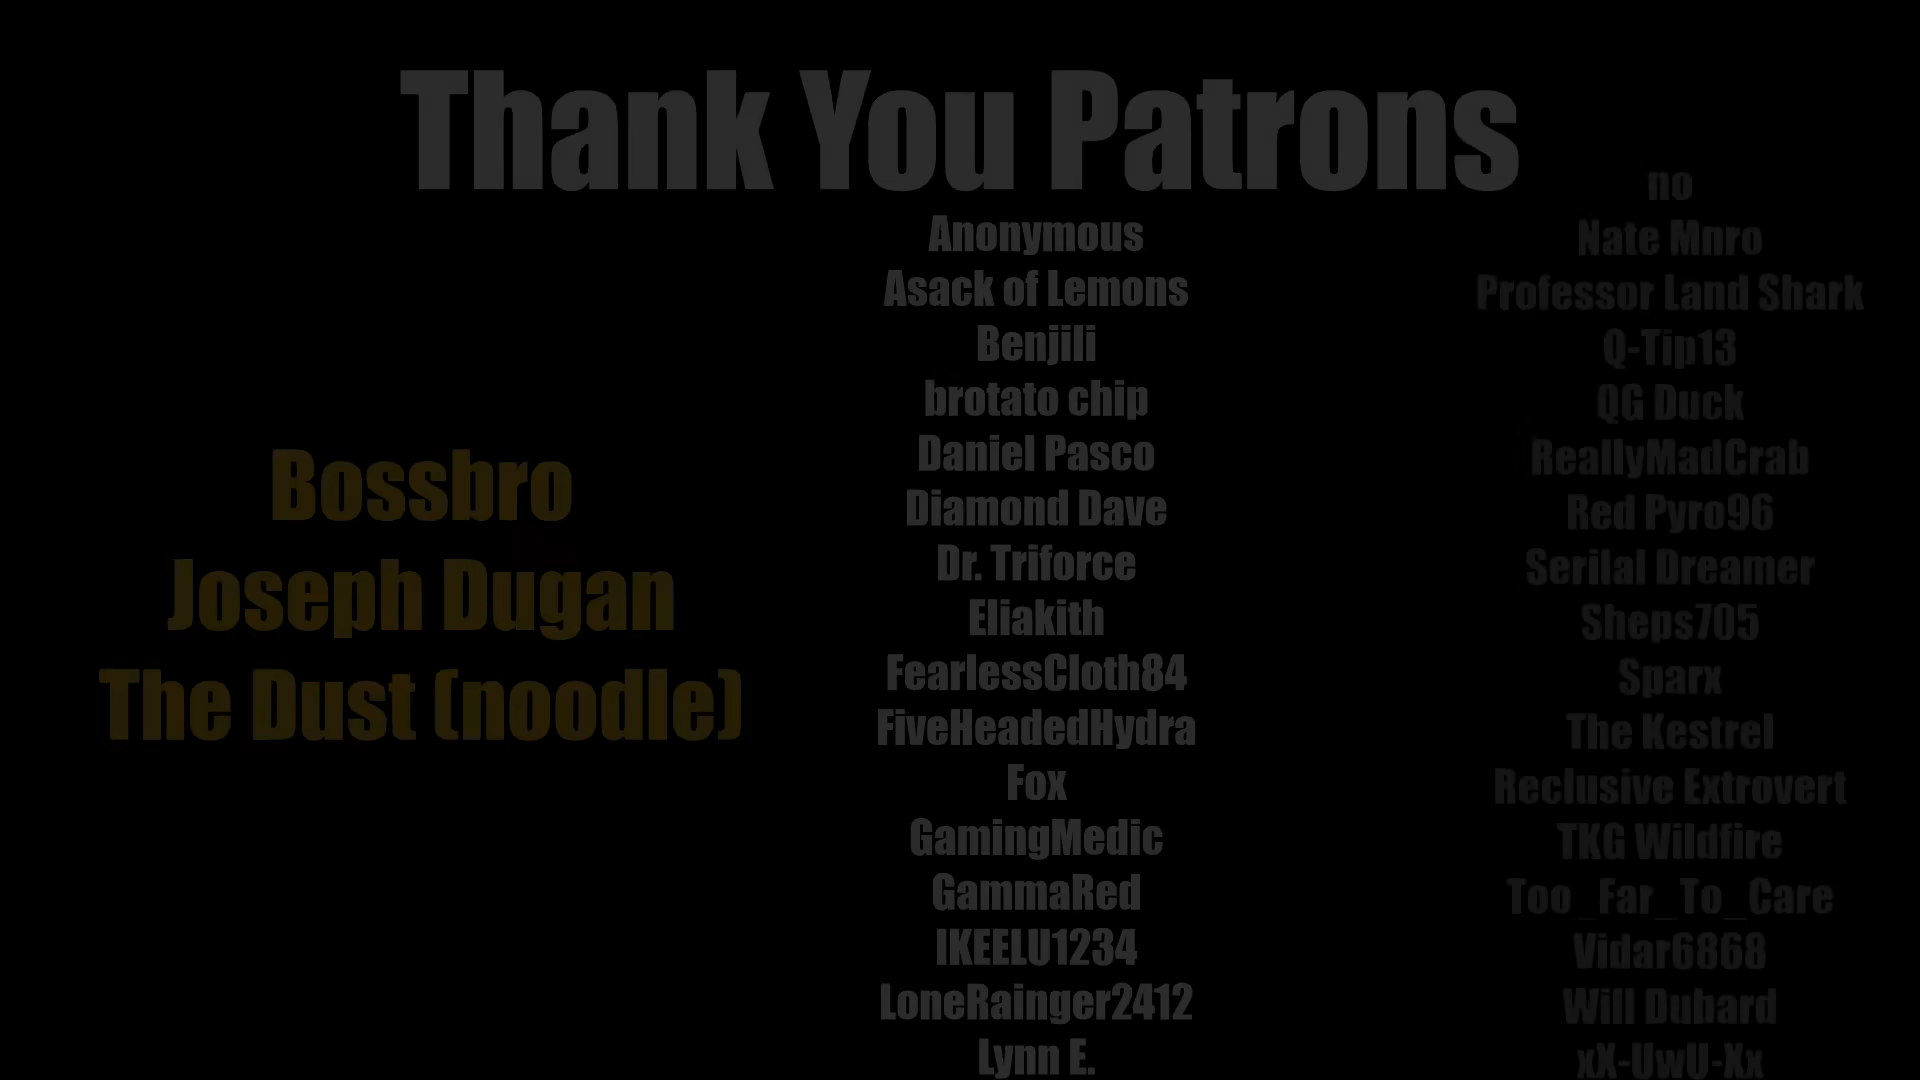 Thank You Patrons
Bossbro
Joseph Dugan
The Dust (noodle)
Anonymous
Asack of Lemons
Benjili
brotato chip
Daniel Pasco
Diamond Dave
Dr. Triforce
Eliakith
FearlessCloth84
FiveHeadedHydra
Fox
GamingMedic
GammaRed
IKEELU1234
LoneRainger2412
Lynn E.
no
Nate Mnro
Professor Land Shark
Q-Tip13
QG Duck
ReallyMadCrab
Red Pyro96
Serilal Dreamer
Sheps705
Sparx
The Kestrel
Reclusive Extrovert
TKG Wildfire
Too_Far_To_Care
Vidar6868
Will Dubard
xX-UwU-Xx